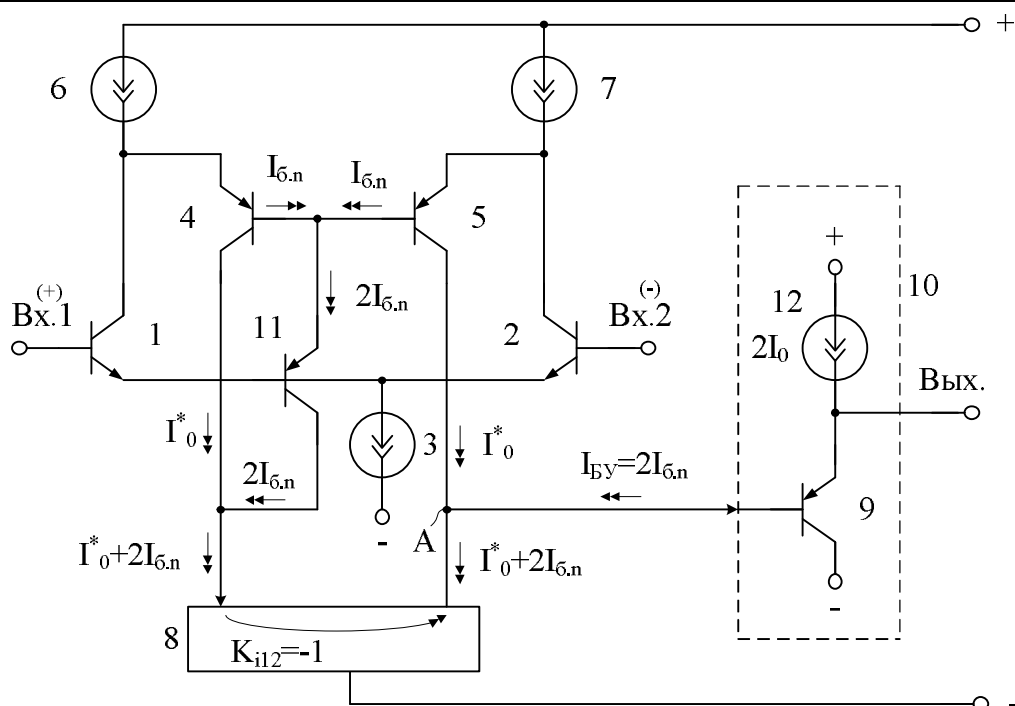 +
6
7
Iб.п
Iб.п
4
5
+
10
(+)
Вх.1
2Iб.п
(-)
Вх.2
12
1
11
2
2I0
Вых.
I*0
3
I*0
IБУ=2Iб.п
2Iб.п
9
-
А
I*0+2Iб.п
I*0+2Iб.п
-
8
Ki12=-1
-